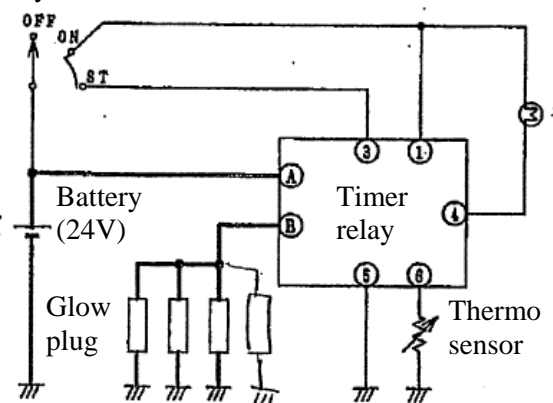 OFF
ON
ST
3
1
A
Battery
(24V)
Timer
relay
4
B
5
6
Glow
plug
Thermo
sensor